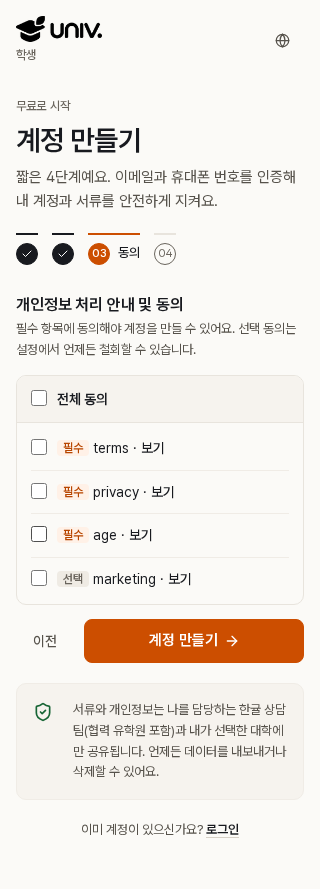 UNIV.
학생
무료로 시작
계정 만들기
짧은 4단계예요. 이메일과 휴대폰 번호를 인증해
내 계정과 서류를 안전하게 지켜요.
03 동의 04
개인정보 처리 안내 및 동의
필수 항목에 동의해야 계정을 만들 수 있어요. 선택 동의는
설정에서 언제든 철회할 수 있습니다.
전체 동의
필수 terms · 보기
필수 privacy · 보기
필수 age · 보기
선택 marketing · 보기
이전 계정 만들기 →
서류와 개인정보는 나를 담당하는 한귤 상담
팀(협력 유학원 포함)과 내가 선택한 대학에
만 공유됩니다. 언제든 데이터를 내보내거나
삭제할 수 있어요.
이미 계정이 있으신가요? 로그인